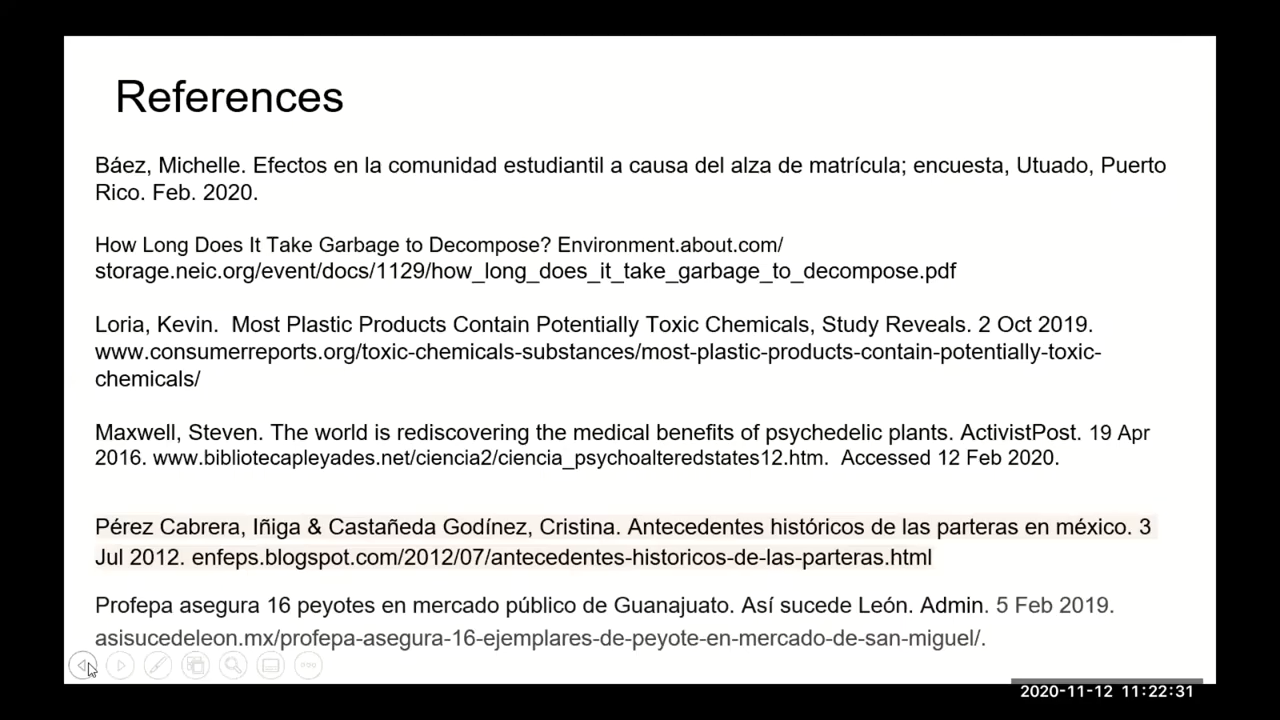 References
Báez, Michelle. Efectos en la comunidad estudiantil a causa del alza de matrícula; encuesta, Utuado, Puerto
Rico. Feb. 2020.
How Long Does It Take Garbage to Decompose? Environment.about.com/
storage.neic.org/event/docs/1129/how_long_does_it_take_garbage_to_decompose.pdf
Loria, Kevin.  Most Plastic Products Contain Potentially Toxic Chemicals, Study Reveals. 2 Oct 2019.
www.consumerreports.org/toxic-chemicals-substances/most-plastic-products-contain-potentially-toxic-
chemicals/
Maxwell, Steven. The world is rediscovering the medical benefits of psychedelic plants. ActivistPost. 19 Apr
2016. www.bibliotecapleyades.net/ciencia2/ciencia_psychoalteredstates12.htm.  Accessed 12 Feb 2020.
Pérez Cabrera, Iñiga & Castañeda Godínez, Cristina. Antecedentes históricos de las parteras en méxico. 3
Jul 2012. enfeps.blogspot.com/2012/07/antecedentes-historicos-de-las-parteras.html
Profepa asegura 16 peyotes en mercado público de Guanajuato. Así sucede León. Admin. 5 Feb 2019.
asisucedeleon.mx/profepa-asegura-16-ejemplares-de-peyote-en-mercado-de-san-miguel/.
2020-11-12 11:22:31